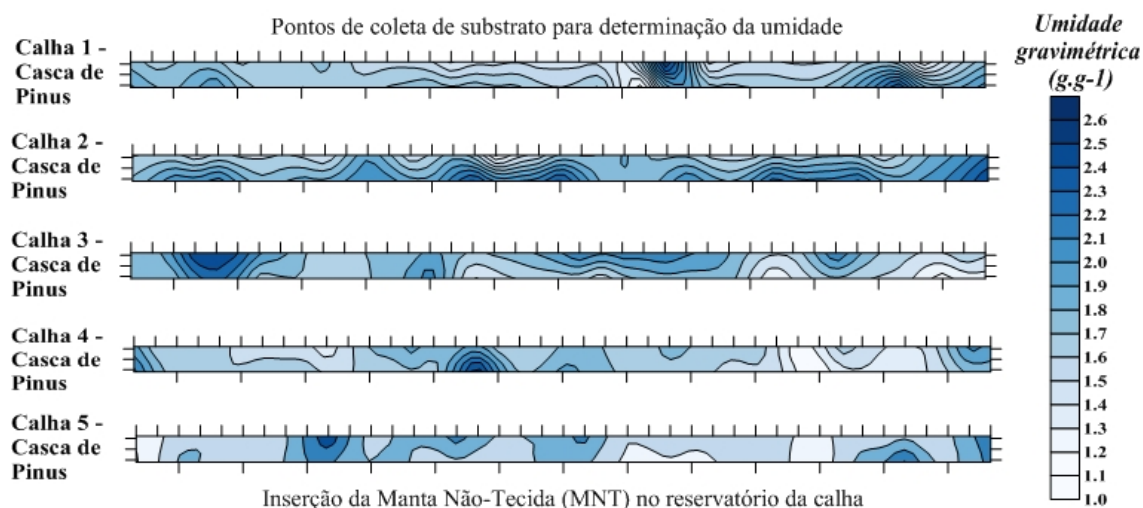 Pontos de coleta de substrato para determinação da umidade
Calha 1 -
Casca de
Pinus
Calha 2 -
Casca de
Pinus
Calha 3 -
Casca de
Pinus
Calha 4 -
Casca de
Pinus
Calha 5 -
Casca de
Pinus
Inserção da Manta Não-Tecida (MNT) no reservatório da calha
Umidade
gravimétrica
(g.g-1)
2.6
2.5
2.4
2.3
2.2
2.1
2.0
1.9
1.8
1.7
1.6
1.5
1.4
1.3
1.2
1.1
1.0